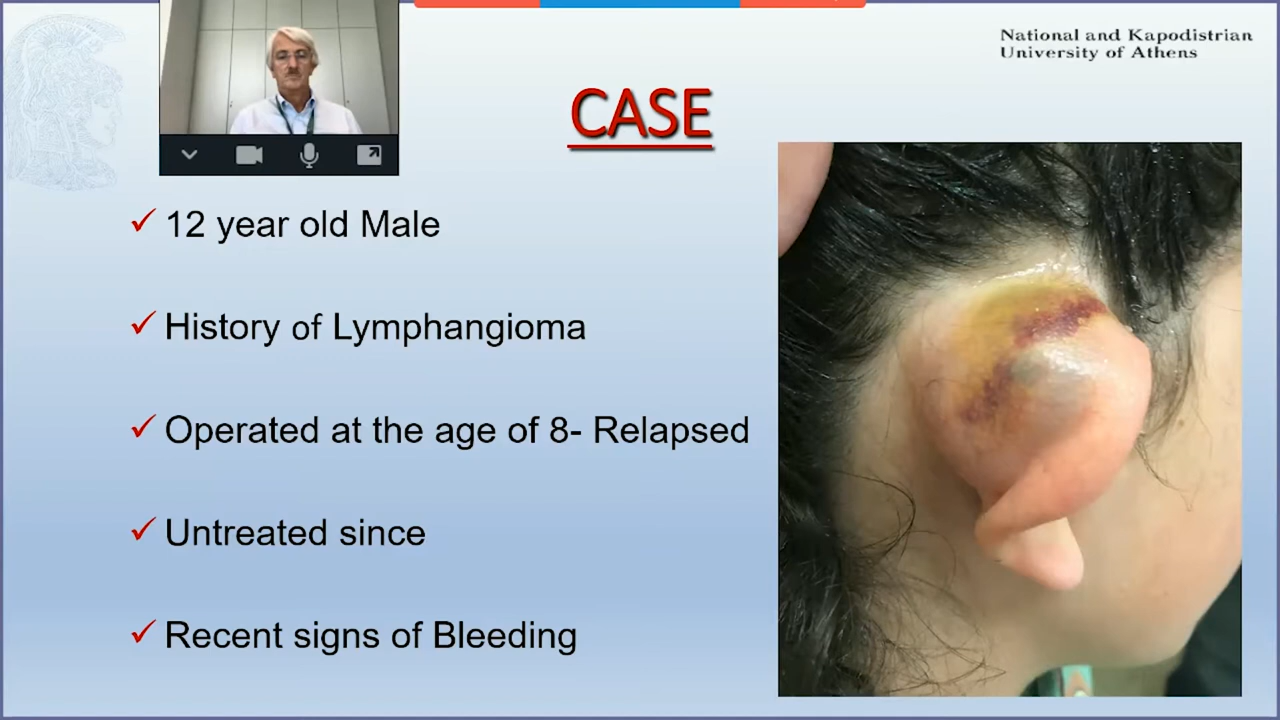 National and Kapodistrian
University of Athens
CASE
✓ 12 year old Male
✓ History of Lymphangioma
✓ Operated at the age of 8- Relapsed
✓ Untreated since
✓ Recent signs of Bleeding